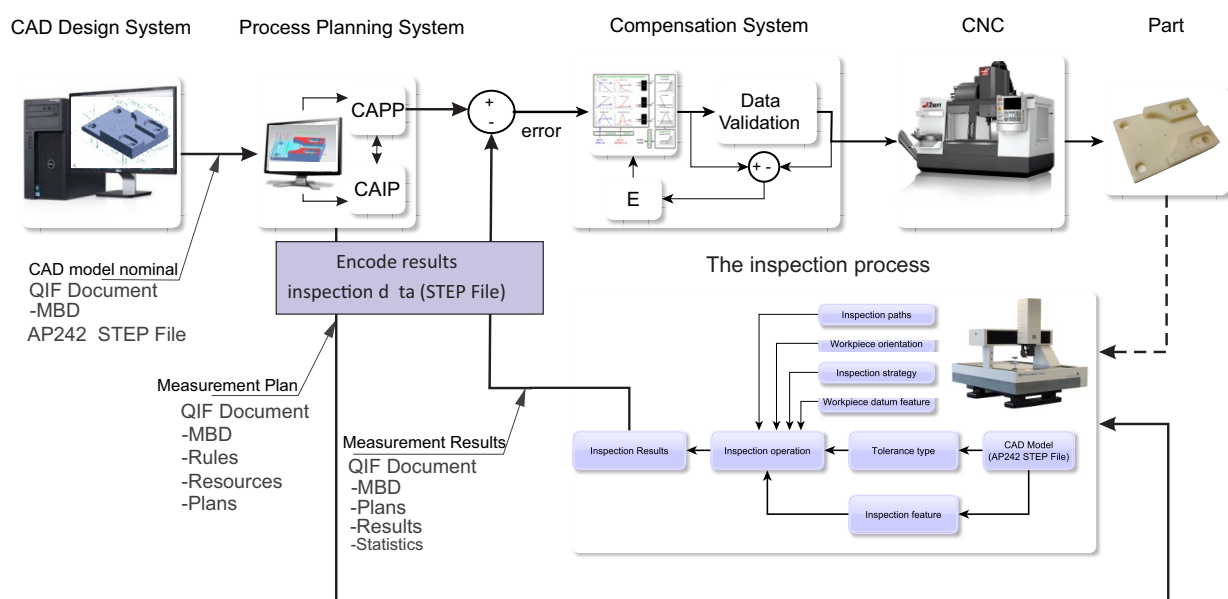 CAD Design System
Process Planning System
Compensation System
CNC
Part
CAPP
CAIP
+
-
error
Data
Validation
+ -
E
CAD model nominal
QIF Document
-MBD
AP242 STEP File
Encode results
inspection d ta (STEP File)
The inspection process
Measurement Plan
QIF Document
-MBD
-Rules
-Resources
-Plans
Measurement Results
QIF Document
-MBD
-Plans
-Results
-Statistics
Inspection paths
Workpiece orientation
Inspection strategy
Workpiece datum feature
Inspection Results
Inspection operation
Tolerance type
CAD Model
(AP242 STEP File)
Inspection feature